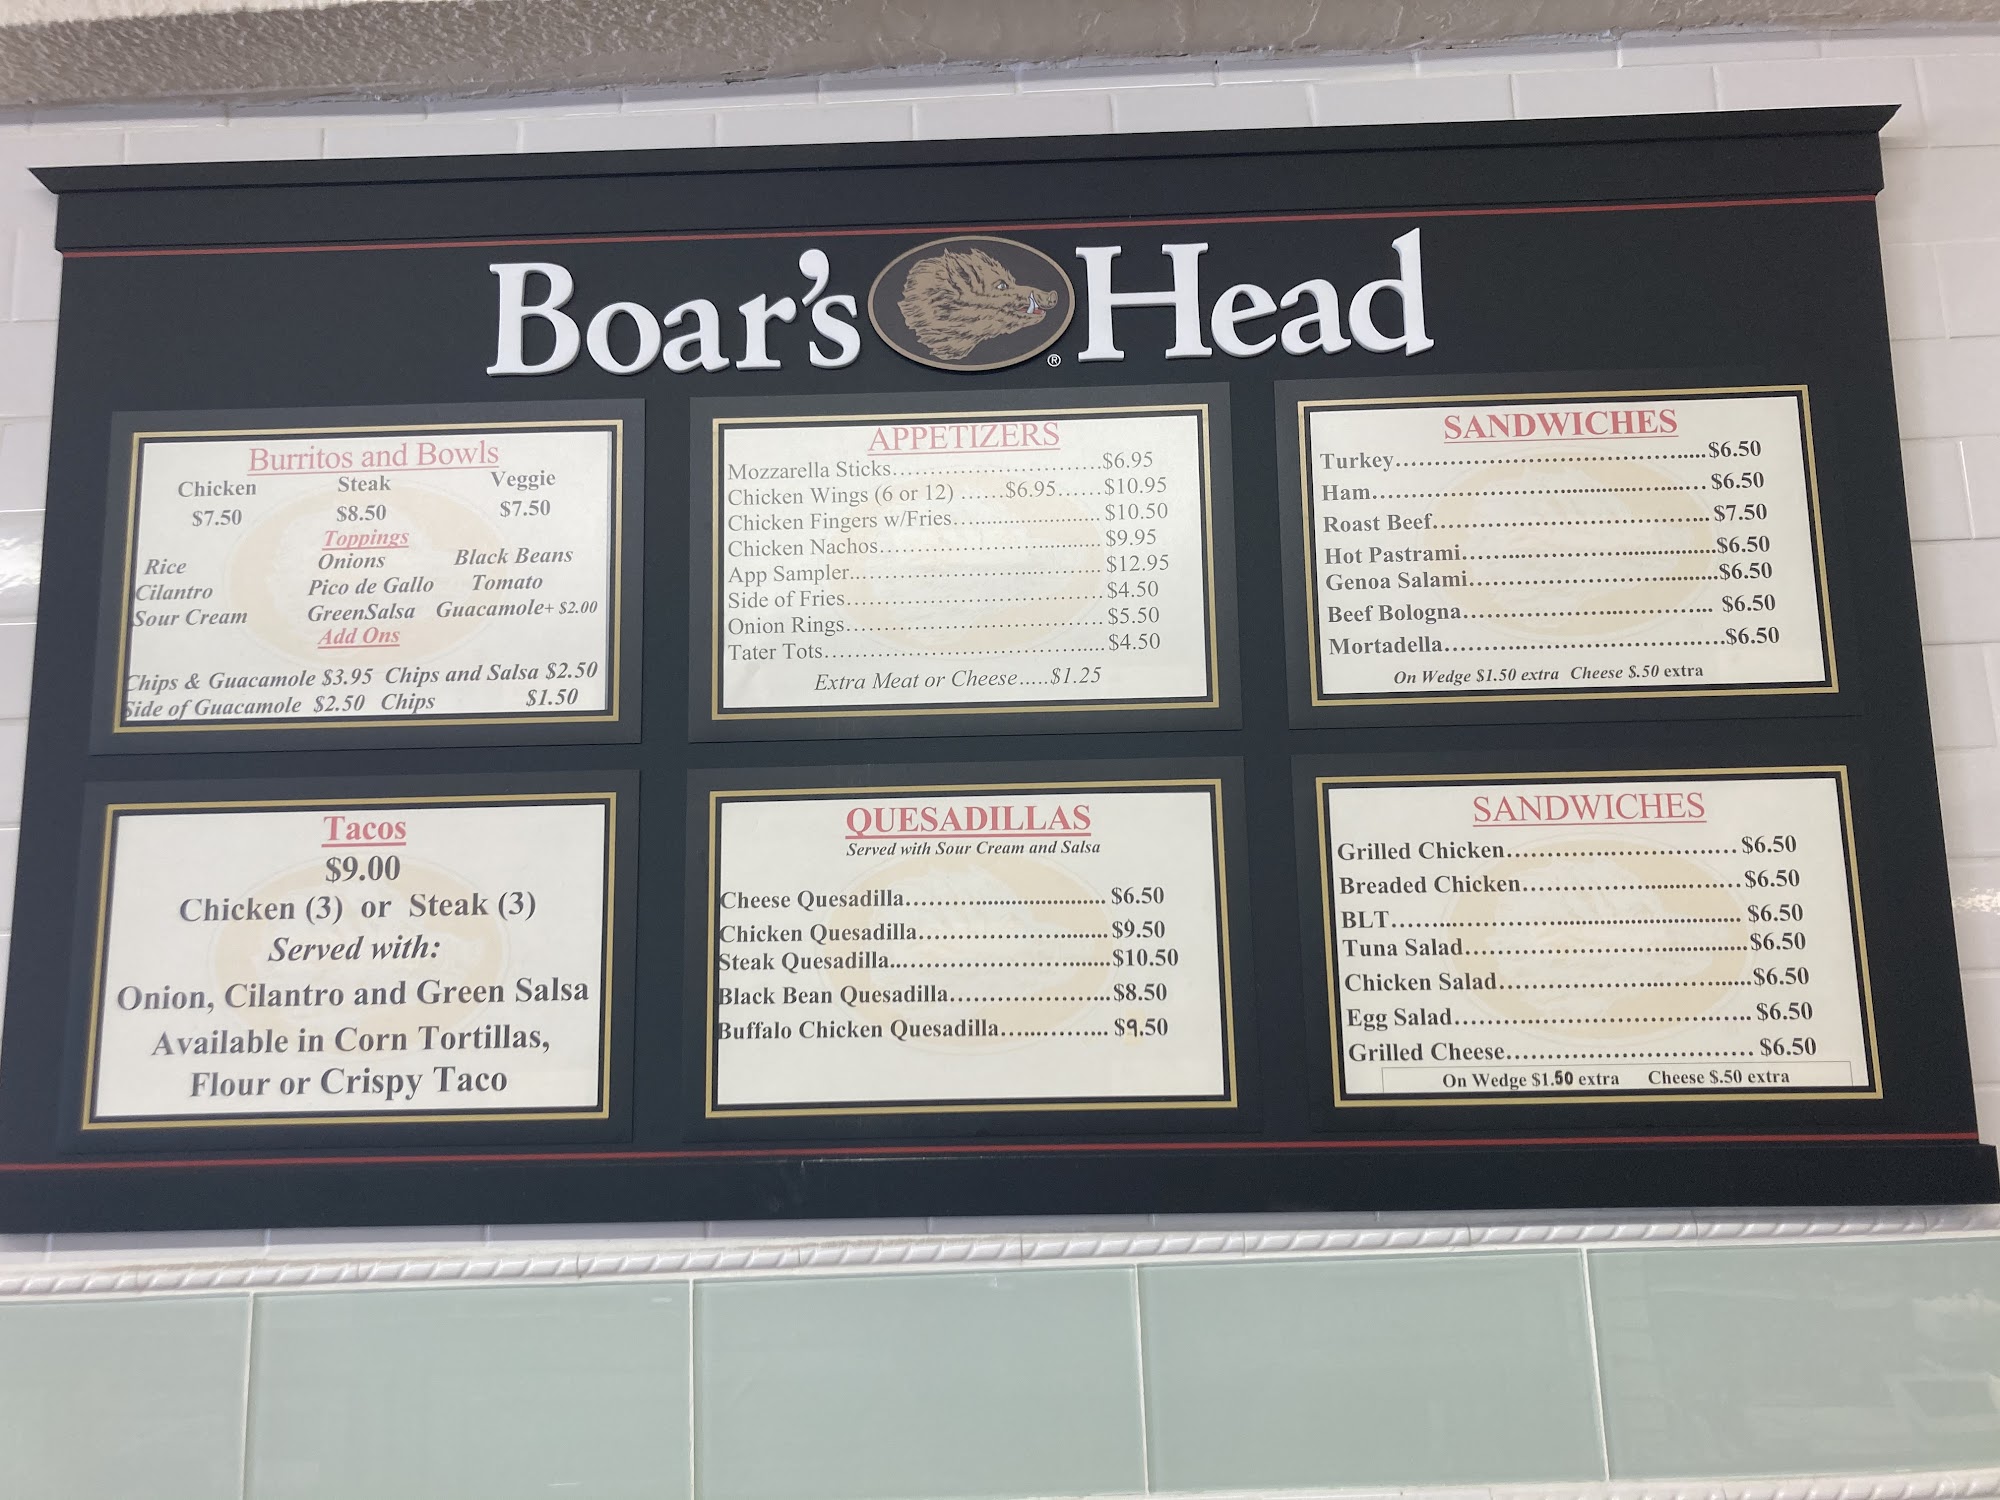 Boar's Head ®
Burritos and Bowls
Chicken Steak Veggie
$7.50 $8.50 $7.50
Toppings
Rice Onions Black Beans
Cilantro Pico de Gallo Tomato
Sour Cream GreenSalsa Guacamole+ $2.00
Add Ons
Chips & Guacamole $3.95 Chips and Salsa $2.50
Side of Guacamole $2.50 Chips $1.50
APPETIZERS
Mozzarella Sticks..............................$6.95
Chicken Wings (6 or 12) ......$6.95......$10.95
Chicken Fingers w/Fries........................ $10.50
Chicken Nachos................................ $9.95
App Sampler.................................... $12.95
Side of Fries.................................... $4.50
Onion Rings.................................... $5.50
Tater Tots....................................... $4.50
Extra Meat or Cheese.....$1.25
SANDWICHES
Turkey........................................$6.50
Ham........................................... $6.50
Roast Beef.................................... $7.50
Hot Pastrami..................................$6.50
Genoa Salami..................................$6.50
Beef Bologna................................. $6.50
Mortadella....................................$6.50
On Wedge $1.50 extra Cheese $.50 extra
Tacos
$9.00
Chicken (3) or Steak (3)
Served with:
Onion, Cilantro and Green Salsa
Available in Corn Tortillas,
Flour or Crispy Taco
QUESADILLAS
Served with Sour Cream and Salsa
Cheese Quesadilla........................... $6.50
Chicken Quesadilla..........................$9.50
Steak Quesadilla.............................$10.50
Black Bean Quesadilla......................$8.50
Buffalo Chicken Quesadilla............... $9.50
SANDWICHES
Grilled Chicken............................... $6.50
Breaded Chicken..............................$6.50
BLT............................................. $6.50
Tuna Salad.....................................$6.50
Chicken Salad..................................$6.50
Egg Salad...................................... $6.50
Grilled Cheese................................. $6.50
On Wedge $1.50 extra Cheese $.50 extra